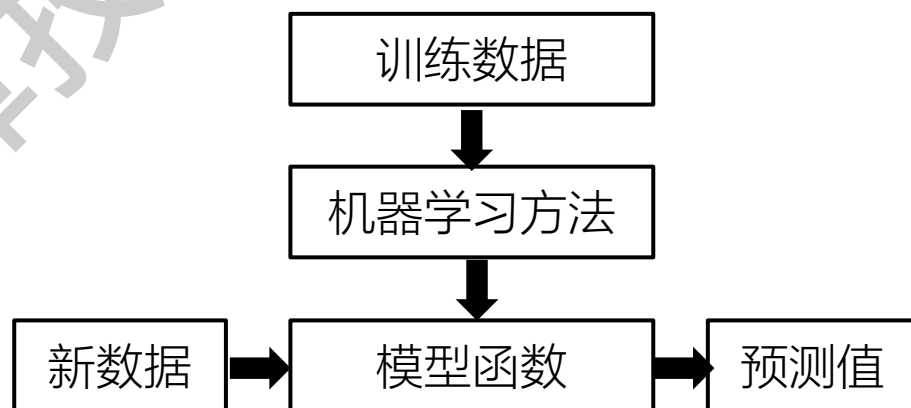 训练数据
机器学习方法
新数据
模型函数
预测值